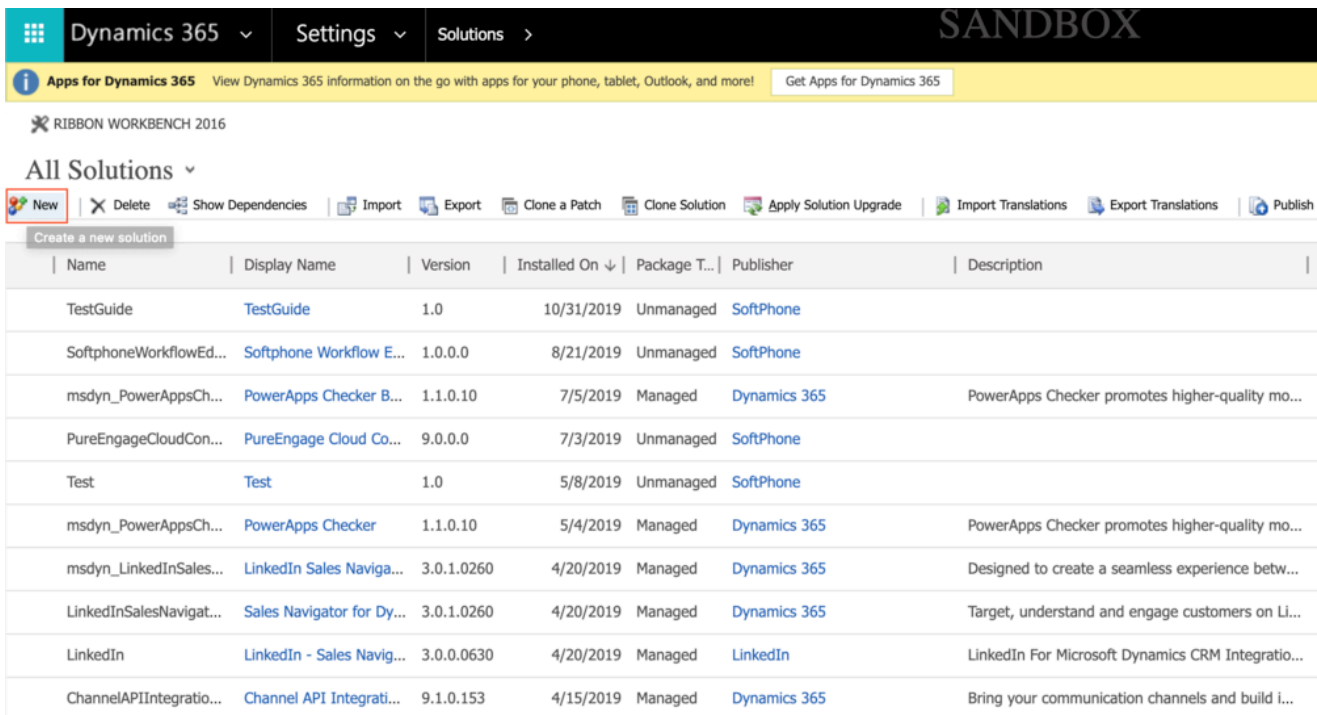 Dynamics 365 Settings Solutions SANDBOX
Apps for Dynamics 365 View Dynamics 365 information on the go with apps for your phone, tablet, Outlook, and more! Get Apps for Dynamics 365
RIBBON WORKBENCH 2016
All Solutions
New Delete Show Dependencies Import Export Clone a Patch Clone Solution Apply Solution Upgrade Import Translations Export Translations Publish
Create a new solution
Name Display Name Version Installed On Package T... Publisher Description
TestGuide TestGuide 1.0 10/31/2019 Unmanaged SoftPhone
SoftphoneWorkflowEd... Softphone Workflow E... 1.0.0.0 8/21/2019 Unmanaged SoftPhone
msdyn_PowerAppsCh... PowerApps Checker B... 1.1.0.10 7/5/2019 Managed Dynamics 365 PowerApps Checker promotes higher-quality mo...
PureEngageCloudCon... PureEngage Cloud Co... 9.0.0.0 7/3/2019 Unmanaged SoftPhone
Test Test 1.0 5/8/2019 Unmanaged SoftPhone
msdyn_PowerAppsCh... PowerApps Checker 1.1.0.10 5/4/2019 Managed Dynamics 365 PowerApps Checker promotes higher-quality mo...
msdyn_LinkedInSales... LinkedIn Sales Naviga... 3.0.1.0260 4/20/2019 Managed Dynamics 365 Designed to create a seamless experience betw...
LinkedInSalesNavigat... Sales Navigator for Dy... 3.0.1.0260 4/20/2019 Managed Dynamics 365 Target, understand and engage customers on Li...
LinkedIn LinkedIn - Sales Navig... 3.0.0.0630 4/20/2019 Managed LinkedIn LinkedIn For Microsoft Dynamics CRM Integratio...
ChannelAPIIntegratio... Channel API Integrati... 9.1.0.153 4/15/2019 Managed Dynamics 365 Bring your communication channels and build i...